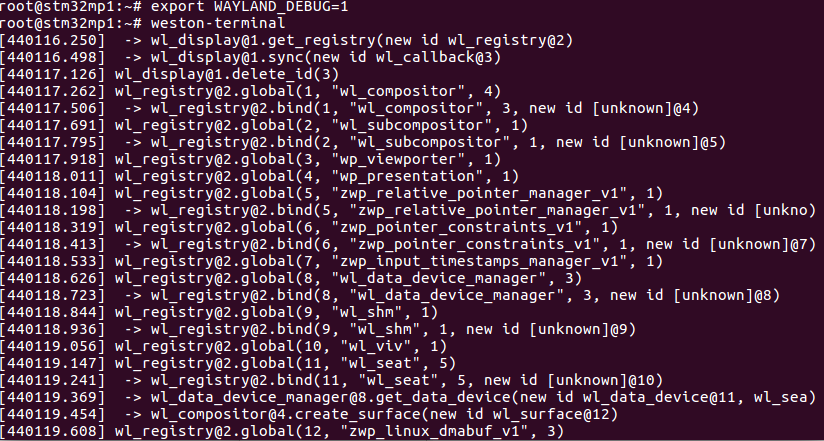 root@stm32mp1:~# export WAYLAND_DEBUG=1
root@stm32mp1:~# weston-terminal
[440116.250]  -> wl_display@1.get_registry(new id wl_registry@2)
[440116.498]  -> wl_display@1.sync(new id wl_callback@3)
[440117.126] wl_display@1.delete_id(3)
[440117.262] wl_registry@2.global(1, "wl_compositor", 4)
[440117.506]  -> wl_registry@2.bind(1, "wl_compositor", 3, new id [unknown]@4)
[440117.691] wl_registry@2.global(2, "wl_subcompositor", 1)
[440117.795]  -> wl_registry@2.bind(2, "wl_subcompositor", 1, new id [unknown]@5)
[440117.918] wl_registry@2.global(3, "wp_viewporter", 1)
[440118.011] wl_registry@2.global(4, "wp_presentation", 1)
[440118.104] wl_registry@2.global(5, "zwp_relative_pointer_manager_v1", 1)
[440118.198]  -> wl_registry@2.bind(5, "zwp_relative_pointer_manager_v1", 1, new id [unkno)
[440118.319] wl_registry@2.global(6, "zwp_pointer_constraints_v1", 1)
[440118.413]  -> wl_registry@2.bind(6, "zwp_pointer_constraints_v1", 1, new id [unknown]@7)
[440118.533] wl_registry@2.global(7, "zwp_input_timestamps_manager_v1", 1)
[440118.626] wl_registry@2.global(8, "wl_data_device_manager", 3)
[440118.723]  -> wl_registry@2.bind(8, "wl_data_device_manager", 3, new id [unknown]@8)
[440118.844] wl_registry@2.global(9, "wl_shm", 1)
[440118.936]  -> wl_registry@2.bind(9, "wl_shm", 1, new id [unknown]@9)
[440119.056] wl_registry@2.global(10, "wl_viv", 1)
[440119.147] wl_registry@2.global(11, "wl_seat", 5)
[440119.241]  -> wl_registry@2.bind(11, "wl_seat", 5, new id [unknown]@10)
[440119.369]  -> wl_data_device_manager@8.get_data_device(new id wl_data_device@11, wl_sea)
[440119.454]  -> wl_compositor@4.create_surface(new id wl_surface@12)
[440119.608] wl_registry@2.global(12, "zwp_linux_dmabuf_v1", 3)